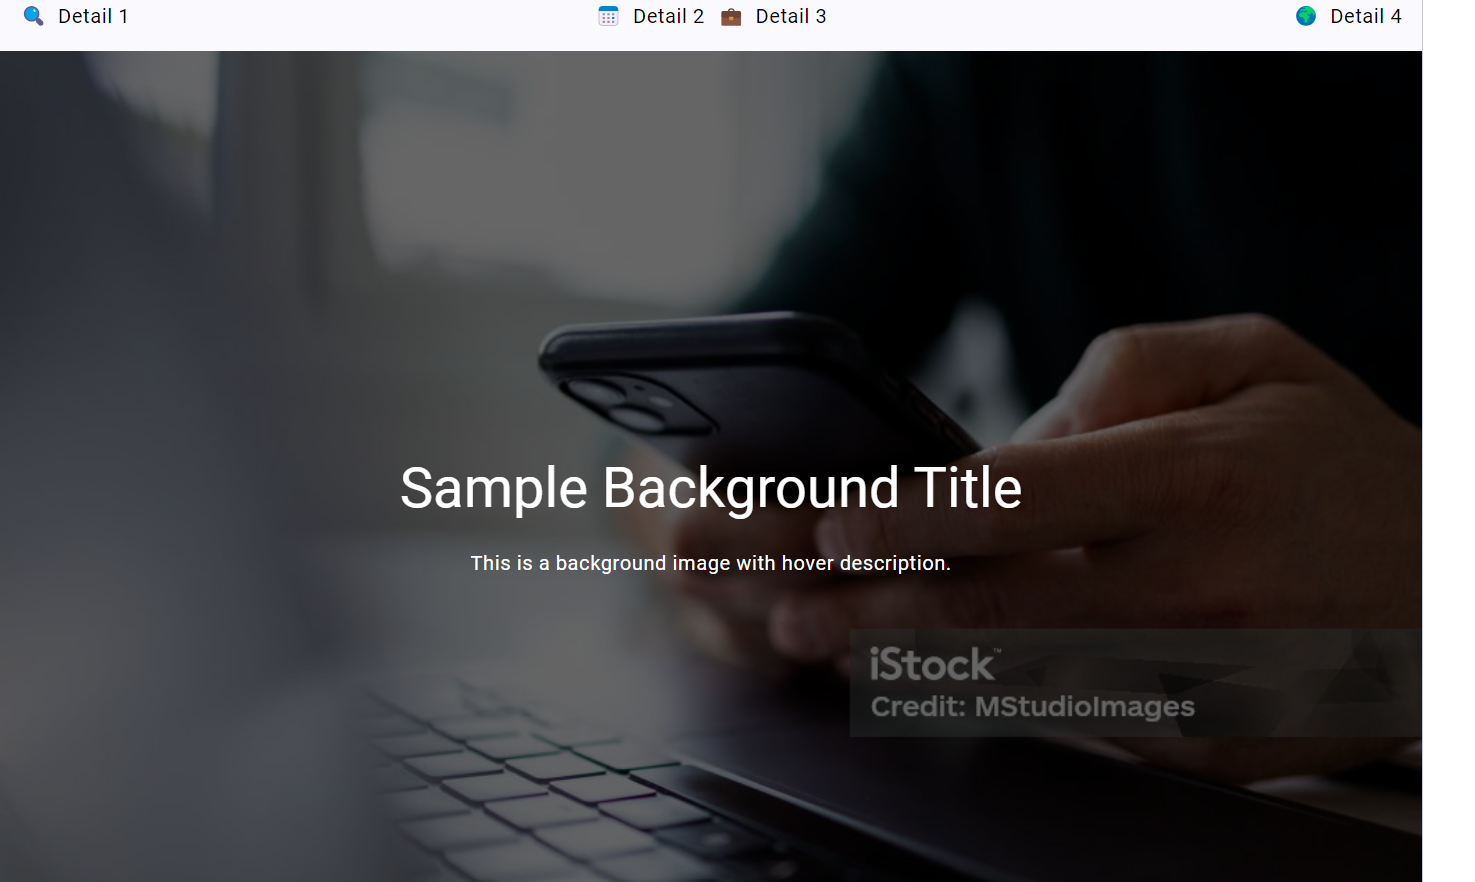 Detail 1
Detail 2
Detail 3
Detail 4
Sample Background Title
This is a background image with hover description.
iStock™
Credit: MStudioImages